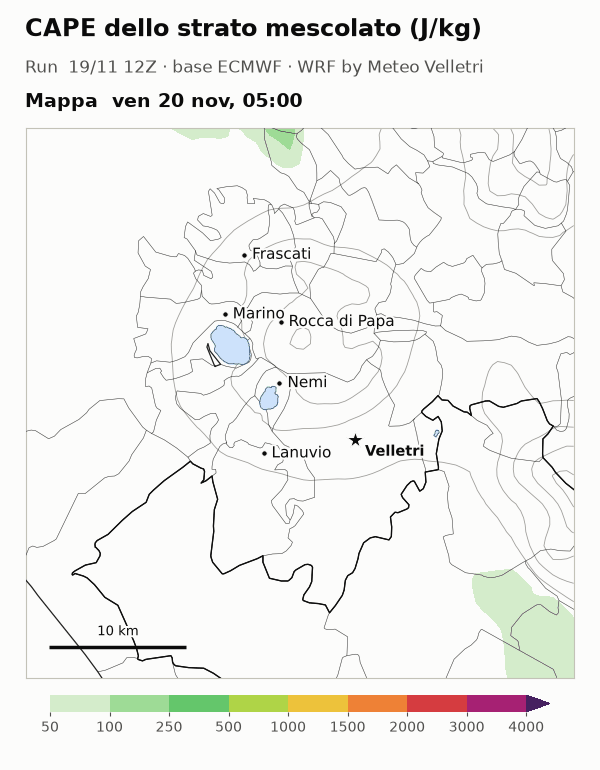 CAPE dello strato mescolato (J/kg)
Run  19/11 12Z · base ECMWF · WRF by Meteo Velletri
Mappa  ven 20 nov, 05:00
Frascati
Marino
Rocca di Papa
Nemi
Velletri
Lanuvio
10 km
50 100 250 500 1000 1500 2000 3000 4000